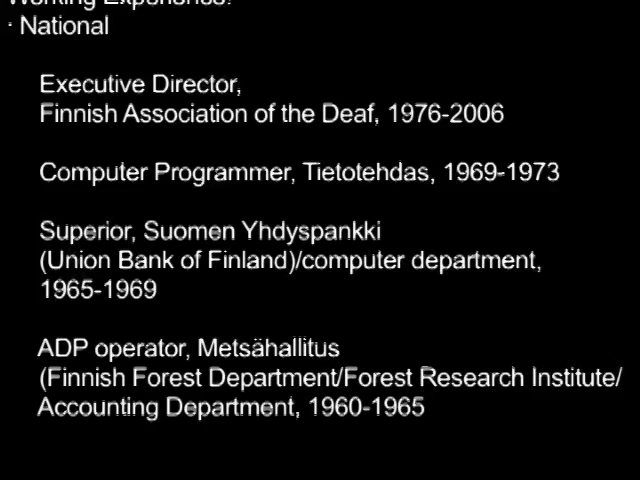 Working Experience:
· National
Executive Director,
Finnish Association of the Deaf, 1976-2006
Computer Programmer, Tietotehdas, 1969-1973
Superior, Suomen Yhdyspankki
(Union Bank of Finland)/computer department,
1965-1969
ADP operator, Metsähallitus
(Finnish Forest Department/Forest Research Institute/
Accounting Department, 1960-1965